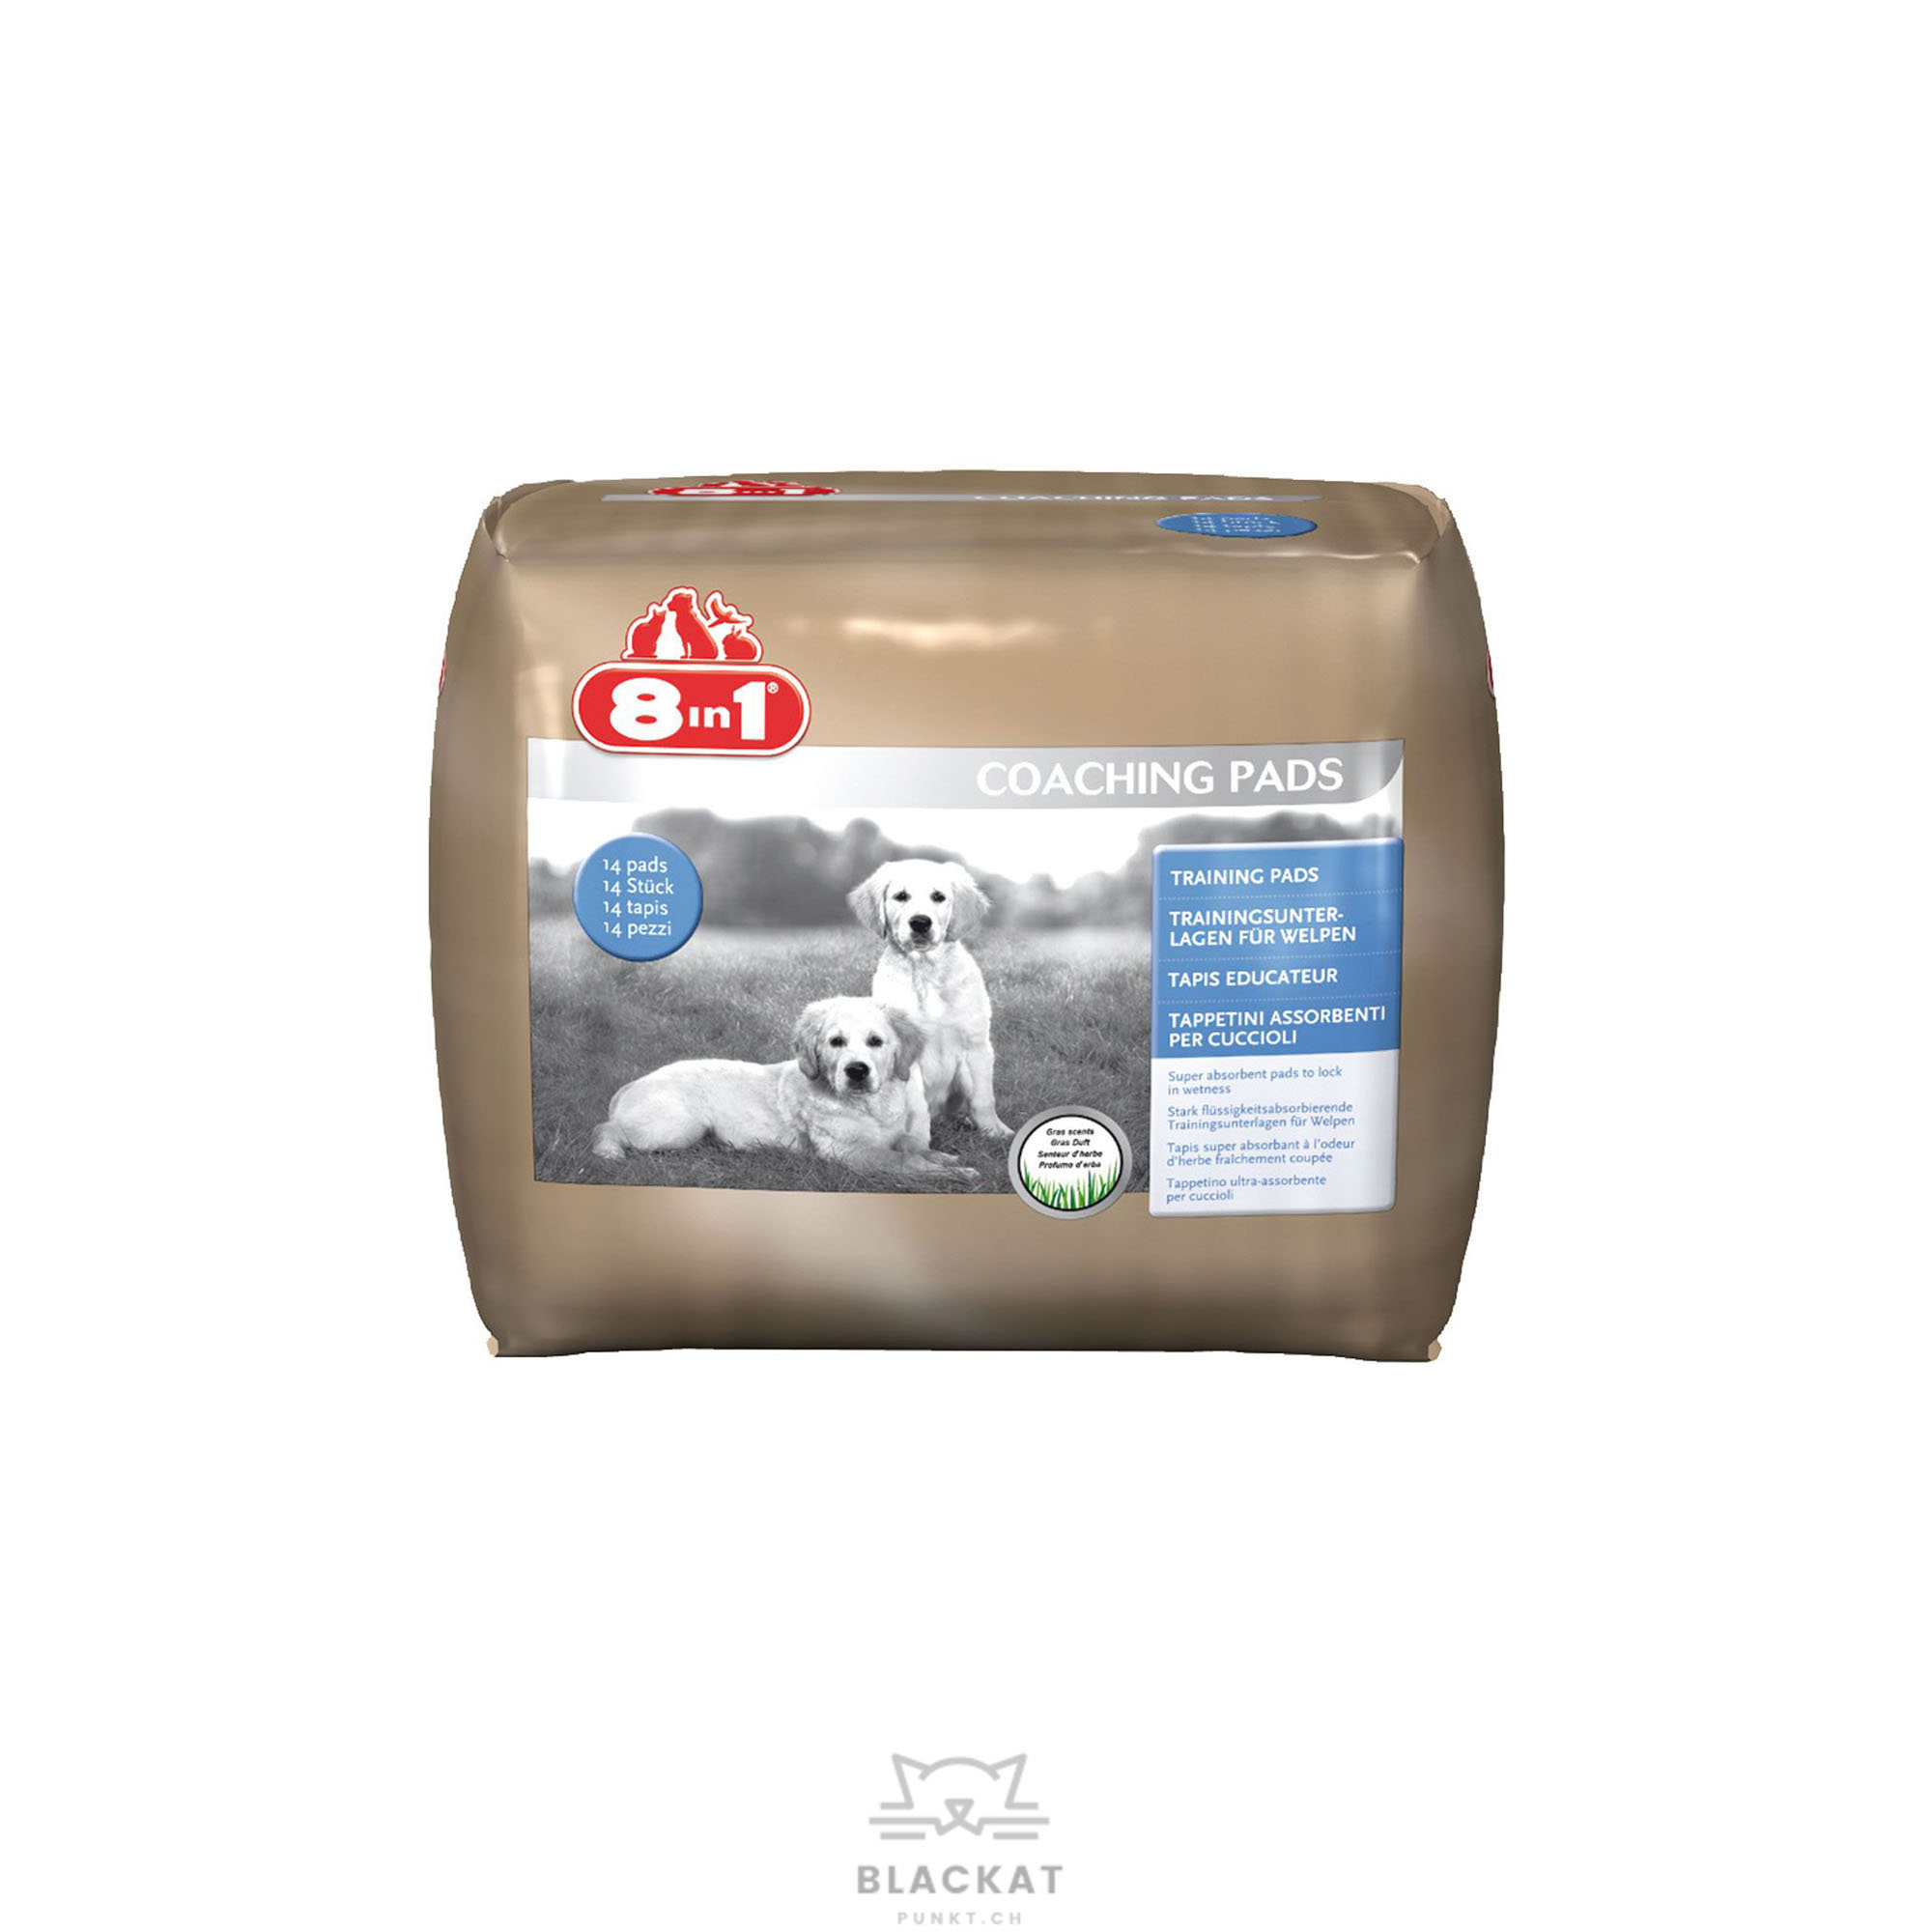 8in1
COACHING PADS
8in1®
COACHING PADS
14 pads
14 Stück
14 tapis
14 pezzi
TRAINING PADS
TRAININGSUNTER-
LAGEN FÜR WELPEN
TAPIS EDUCATEUR
TAPPETINI ASSORBENTI
PER CUCCIOLI
Super absorbent pads to lock
in wetness
Stark flüssigkeitsabsorbierende
Trainingsunterlagen für Welpen
Tapis super absorbant à l'odeur
d'herbe fraîchement coupée
Tappetino ultra-assorbente
per cuccioli
Gras scents
Gras Duft
Senteur d'herbe
Profumo d'erba
BLACKAT
PUNKT.CH